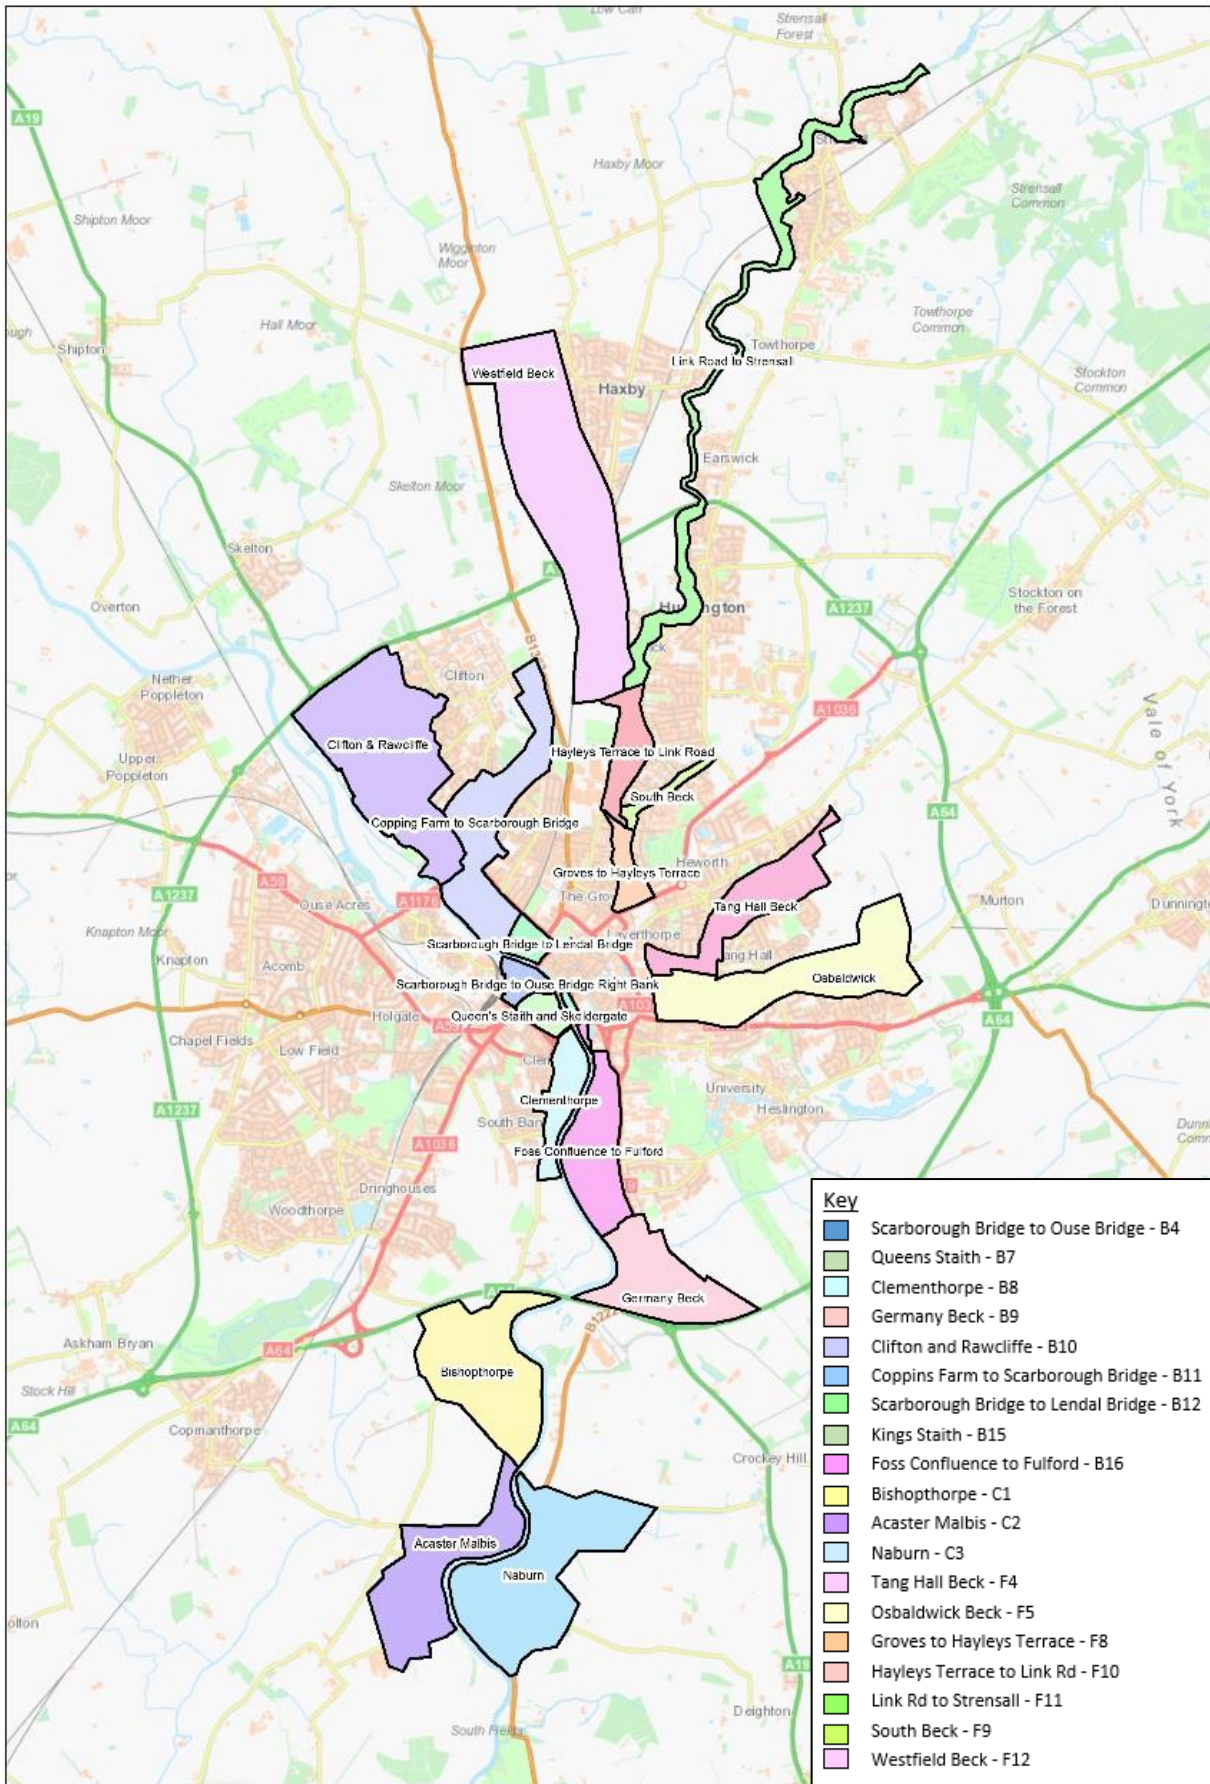 Low Carr
Strensall
Forest
A19
Haxby Moor
Strensall
Common
Shipton Moor
Wigginton
Moor
Hall Moor
Towthorpe
Common
Shipton
Towthorpe
Link Road to Strensall
Westfield Beck
Haxby
Stockton
Common
Earswick
Skelton Moor
Skelton
Overton
Stockton on
the Forest
A1237
Clifton
Nether
Poppleton
A1036
Vale of York
Clifton & Rawcliffe
Hayleys Terrace to Link Road
Upper
Poppleton
South Beck
A64
Copping Farm to Scarborough Bridge
Heworth
A59
Groves to Hayleys Terrace
A1237
Ouse Acres
Murton
Dunnington
Tang Hall Beck
Knapton Moor
Scarborough Bridge to Lendal Bridge
Knapton
Acomb
Osbaldwick
Scarborough Bridge to Ouse Bridge Right Bank
Holgate
Queen's Staith and Skeldergate
A64
Chapel Fields
Low Field
University
Clementhorpe
Heslington
A1237
A1036
Foss Confluence to Fulford
Dringhouses
Woodthorpe
Germany Beck
Askham Bryan
A64
Bishopthorpe
Stock Hill
A64
Copmanthorpe
Crockey Hill
Acaster Malbis
Naburn
Deighton
South Fields
Key
Scarborough Bridge to Ouse Bridge - B4
Queens Staith - B7
Clementhorpe - B8
Germany Beck - B9
Clifton and Rawcliffe - B10
Coppins Farm to Scarborough Bridge - B11
Scarborough Bridge to Lendal Bridge - B12
Kings Staith - B15
Foss Confluence to Fulford - B16
Bishopthorpe - C1
Acaster Malbis - C2
Naburn - C3
Tang Hall Beck - F4
Osbaldwick Beck - F5
Groves to Hayleys Terrace - F8
Hayleys Terrace to Link Rd - F10
Link Rd to Strensall - F11
South Beck - F9
Westfield Beck - F12